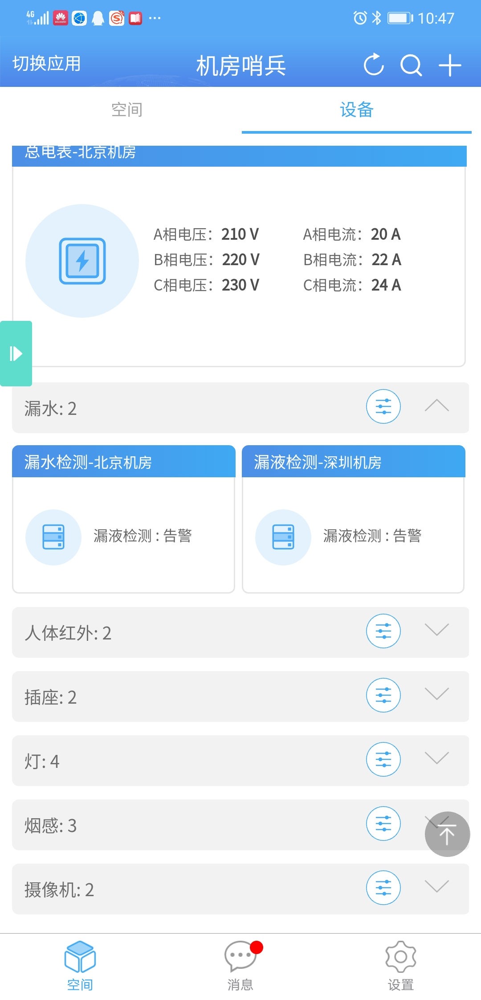 4G
HUAWEI
10:47
切换应用
机房哨兵
空间
设备
总电表-北京机房
A相电压：210 V
A相电流：20 A
B相电压：220 V
B相电流：22 A
C相电压：230 V
C相电流：24 A
漏水: 2
漏水检测-北京机房
漏液检测-深圳机房
漏液检测 : 告警
漏液检测 : 告警
人体红外: 2
插座: 2
灯: 4
烟感: 3
摄像机: 2
空间
消息
设置